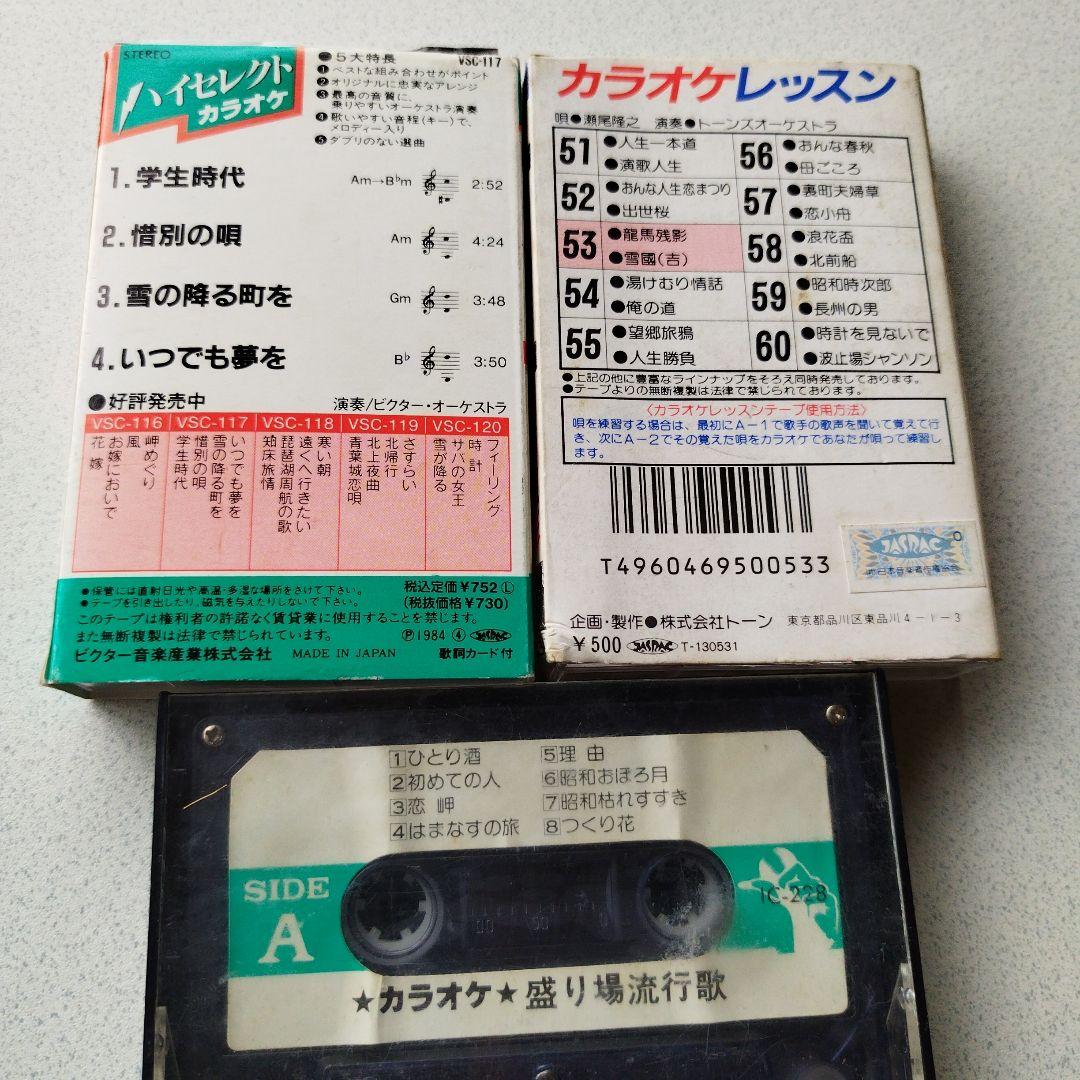 STEREO
ハイセレクト
カラオケ
VSC-117
●5大特長
❶ベストな組み合わせがポイント
❷オリジナルに忠実なアレンジ
❸最高の音質に、
乗りやすいオーケストラ演奏
❹歌いやすい音程(キー)で、
メロディー入り
❺ダブリのない選曲
1.学生時代 Am→B♭m 2:52
2.惜別の唄 Am 4:24
3.雪の降る町を Gm 3:48
4.いつでも夢を B♭ 3:50
●好評発売中 演奏/ビクター・オーケストラ
VSC-116 VSC-117 VSC-118 VSC-119 VSC-120
岬めぐり
風
お嫁においで
花嫁
いつでも夢を
雪の降る町を
惜別の唄
学生時代
寒い朝
遠くへ行きたい
琵琶湖周航の歌
知床旅情
さすらい
北帰行
北上夜曲
青葉城恋唄
フィーリング
時計
サバの女王
雪が降る
●保管には直射日光や高温・多湿な場所をさけて下さい。
●テープを引き出したり、磁気を与えたりしないで下さい。
税込定価¥752Ⓛ
(税抜価格¥730)
このテープは権利者の許諾なく賃貸業に使用することを禁じます。
また無断複製は法律で禁じられています。
Ⓟ1984 ④ JASRAC
ビクター音楽産業株式会社 MADE IN JAPAN 歌詞カード付
カラオケレッスン
唄●瀬尾隆之 演奏●トーンズオーケストラ
51 ●人生一本道
●演歌人生
52 ●おんな人生恋まつり
●出世桜
53 ●龍馬残影
●雪國(吉)
54 ●湯けむり情話
●俺の道
55 ●望郷旅鴉
●人生勝負
56 ●おんな春秋
●母ごころ
57 ●裏町夫婦草
●恋小舟
58 ●浪花盃
●北前船
59 ●昭和時次郎
●長州の男
60 ●時計を見ないで
●波止場シャンソン
●上記の他に豊富なラインナップをそろえ同時発売しております。
●テープよりの無断複製は法律で禁じられております。
〈カラオケレッスンテープ使用方法〉
唄を練習する場合は、最初にA-1で歌手の歌声を聞いて覚えて行
き、次にA-2でその覚えた唄をカラオケであなたが唄って練習し
ます。
T4960469500533
JASRAC
企画・製作●株式会社トーン 東京都品川区東品川4-1-3
¥500 JASRAC T-130531
1ひとり酒
2初めての人
3恋岬
4はまなすの旅
5理由
6昭和おぼろ月
7昭和枯れすすき
8つくり花
SIDE
A
IC-228
50
★カラオケ★盛り場流行歌